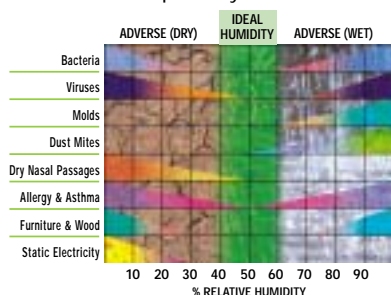 IDEAL
HUMIDITY
ADVERSE (DRY)
ADVERSE (WET)
Bacteria
Viruses
Molds
Dust Mites
Dry Nasal Passages
Allergy & Asthma
Furniture & Wood
Static Electricity
10 20 30 40 50 60 70 80 90
% RELATIVE HUMIDITY